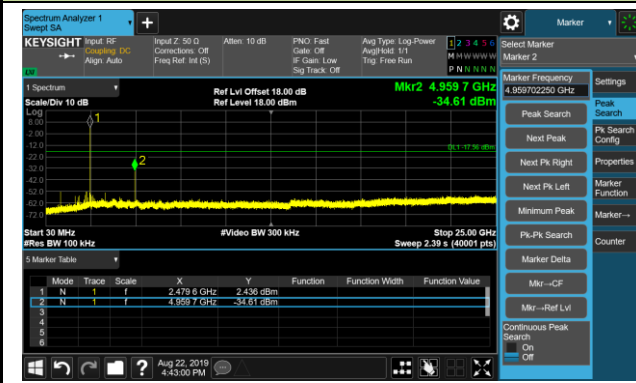 Spectrum Analyzer 1
Swept SA
Marker
KEYSIGHT
Input: RF
Coupling: DC
Align: Auto
Input Z: 50 Ω
Corrections: Off
Freq Ref: Int (S)
Atten: 10 dB
PNO: Fast
Gate: Off
IF Gain: Low
Sig Track: Off
Avg Type: Log-Power
Avg|Hold: 1/1
Trig: Free Run
1 2 3 4 5 6
M M W W W W
P N N N N N
Select Marker
Marker 2
1 Spectrum
Scale/Div 10 dB
Ref Lvl Offset 18.00 dB
Ref Level 18.00 dBm
Mkr2 4.959 7 GHz
-34.61 dBm
Log
8.00
-2.00
-12.0
-22.0
-32.0
-42.0
-52.0
-62.0
-72.0
1
2
DL1 -17.56 dBm
Start 30 MHz
#Res BW 100 kHz
#Video BW 300 kHz
Stop 25.00 GHz
Sweep 2.39 s (40001 pts)
5 Marker Table
Mode Trace Scale X Y Function Function Width Function Value
1 N 1 f 2.479 6 GHz 2.436 dBm
2 N 1 f 4.959 7 GHz -34.61 dBm
3
4
5
6
Marker Frequency
4.959702250 GHz
Peak Search
Next Peak
Next Pk Right
Next Pk Left
Minimum Peak
Pk-Pk Search
Marker Delta
Mkr→CF
Mkr→Ref Lvl
Continuous Peak
Search
On
Off
Settings
Peak
Search
Pk Search
Config
Properties
Marker
Function
Marker→
Counter
Aug 22, 2019
4:43:00 PM